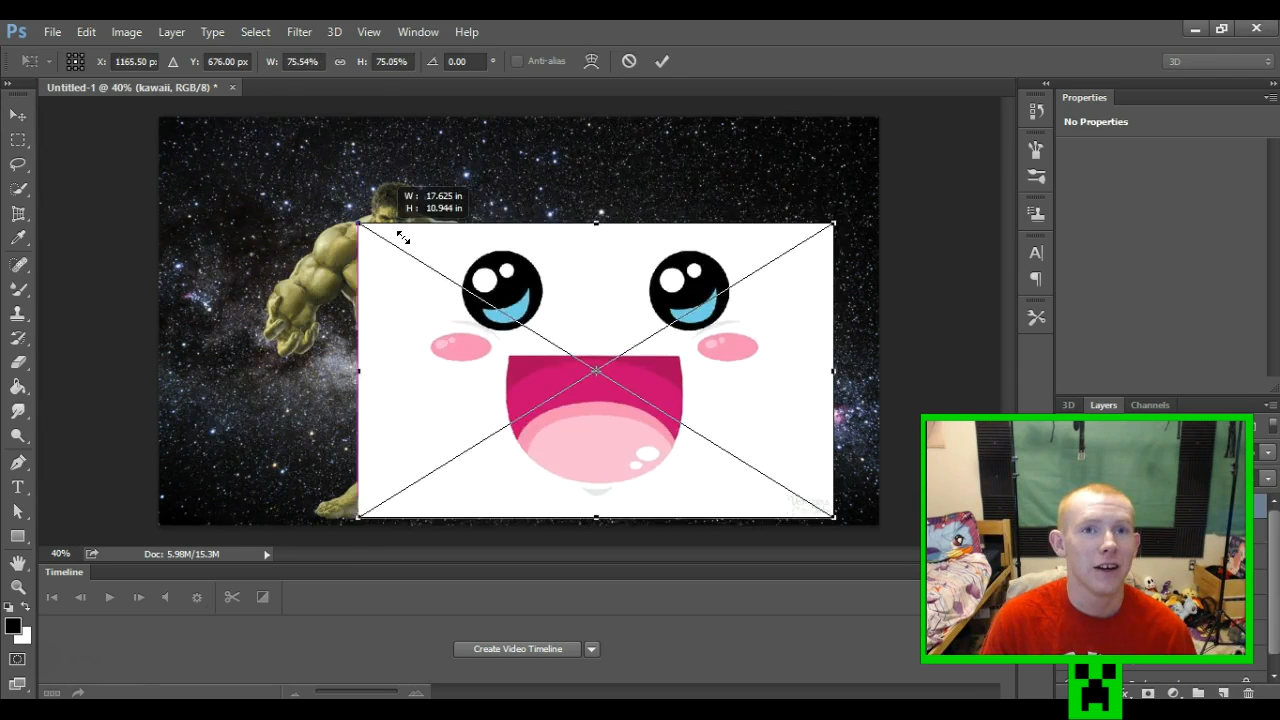 Ps File Edit Image Layer Type Select Filter 3D View Window Help
X: 1165.50 px Y: 676.00 px W: 75.54% H: 75.05% 0.00 ° Anti-alias 3D
Untitled-1 @ 40% (kawaii, RGB/8) * ×
Properties
No Properties
W : 17.625 in
H : 10.944 in
3D Layers Channels
40% Doc: 5.98M/15.3M
Timeline
Create Video Timeline